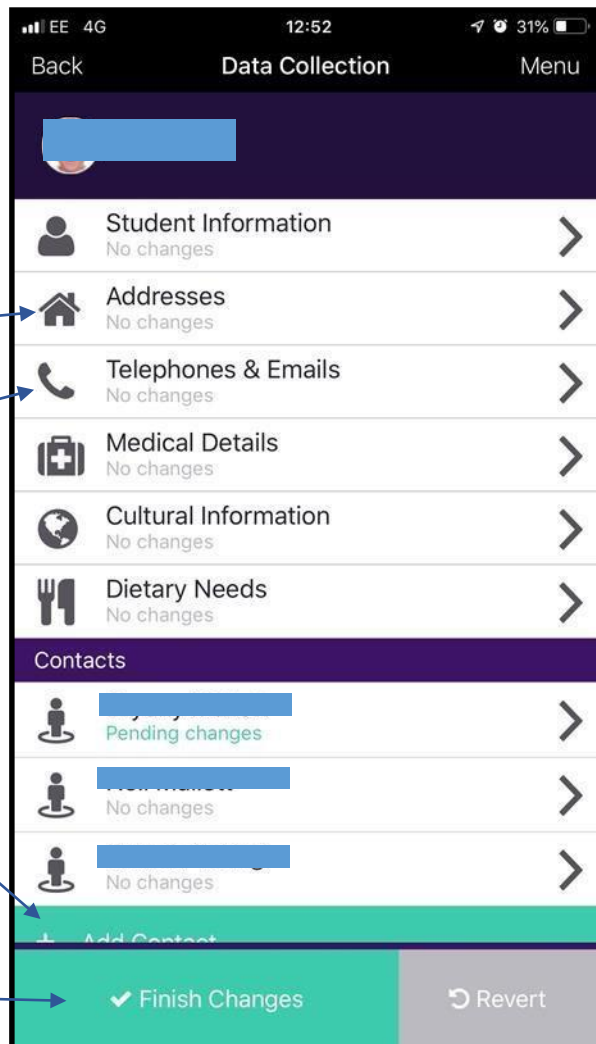 EE 4G 12:52 31%
Back Data Collection Menu
Student Information
No changes
Addresses
No changes
Telephones & Emails
No changes
Medical Details
No changes
Cultural Information
No changes
Dietary Needs
No changes
Contacts
Pending changes
No changes
No changes
+ Add Contact
✔ Finish Changes Revert